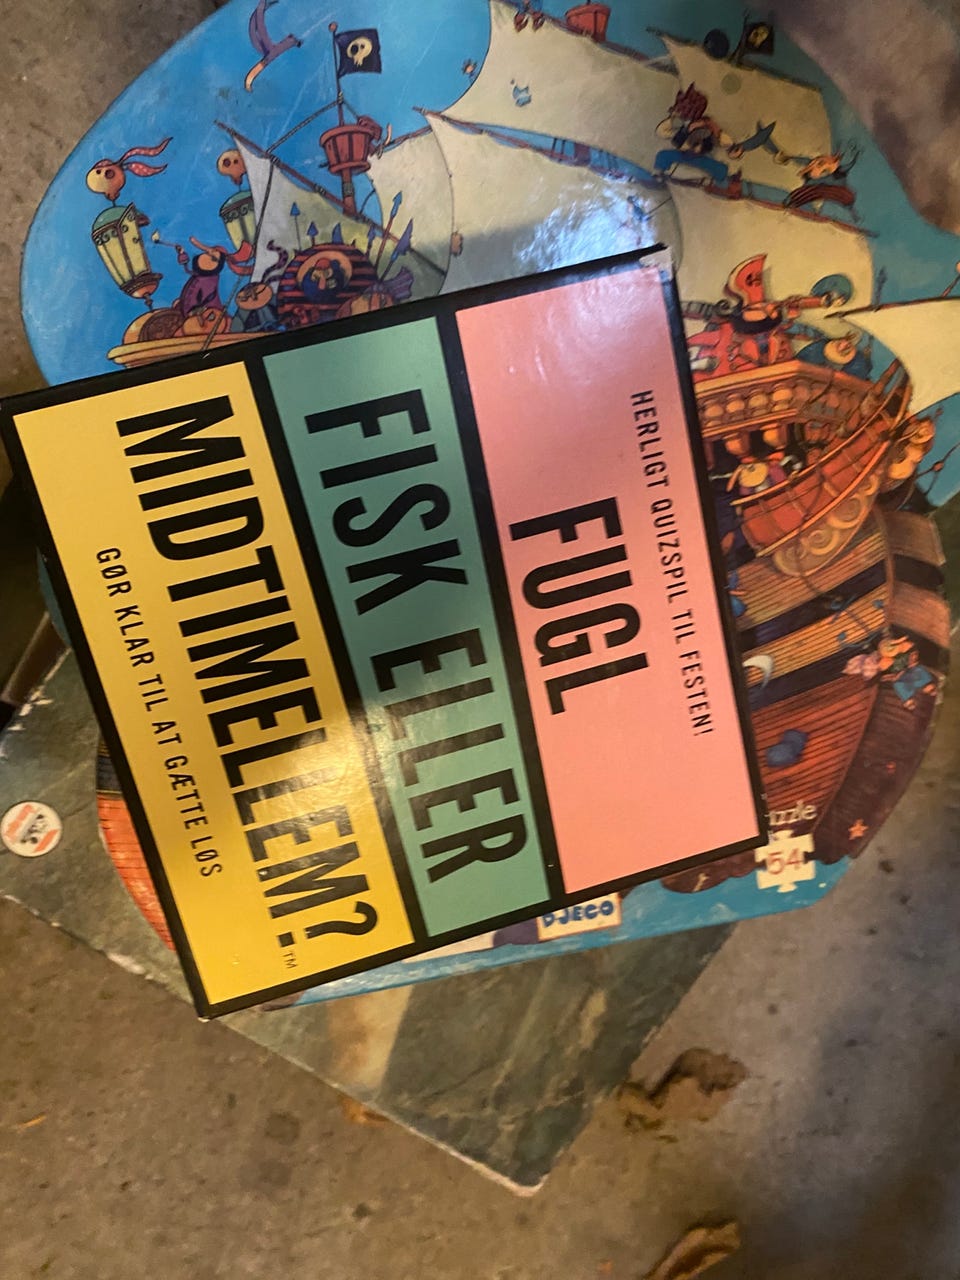 HERLIGT QUIZSPIL TIL FESTEN!
FUGL
FISK ELLER
MIDTIMELLEM?™
GØR KLAR TIL AT GÆTTE LØS
54
DJECO